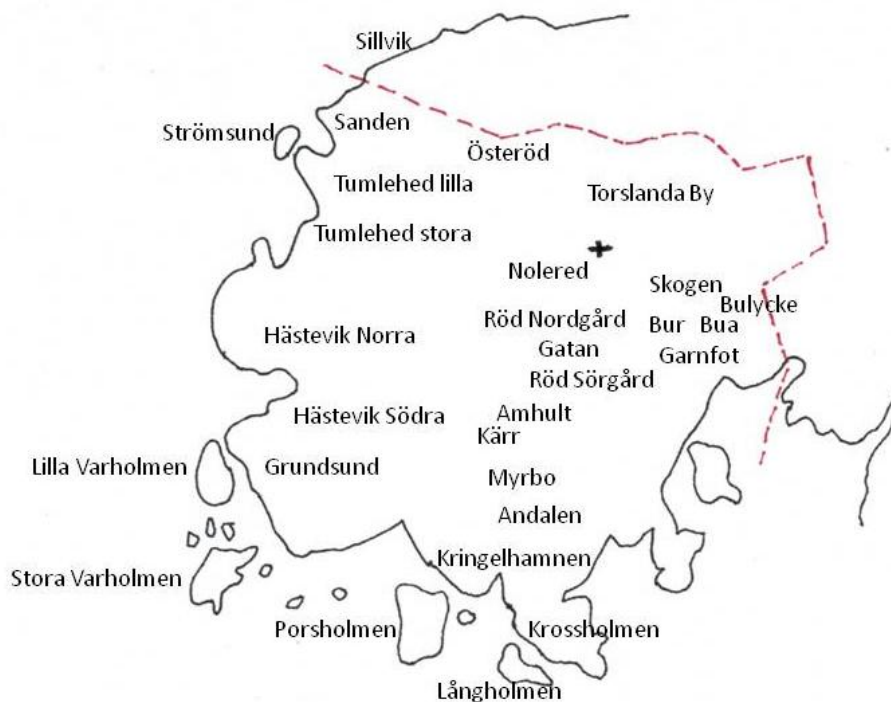 Sillvik
Sanden
Strömsund
Österöd
Tumlehed lilla
Torslanda By
Tumlehed stora
Nolered
Skogen
Bulycke
Röd Nordgård
Bur
Bua
Hästevik Norra
Gatan
Garnfot
Röd Sörgård
Amhult
Hästevik Södra
Kärr
Lilla Varholmen
Grundsund
Myrbo
Andalen
Kringelhamnen
Stora Varholmen
Porsholmen
Krossholmen
Långholmen